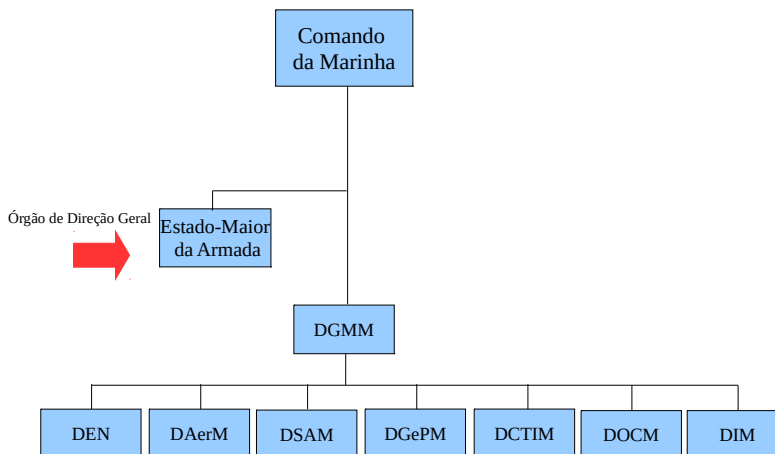 Comando
da Marinha
Órgão de Direção Geral
Estado-Maior
da Armada
DGMM
DEN
DAerM
DSAM
DGePM
DCTIM
DOCM
DIM